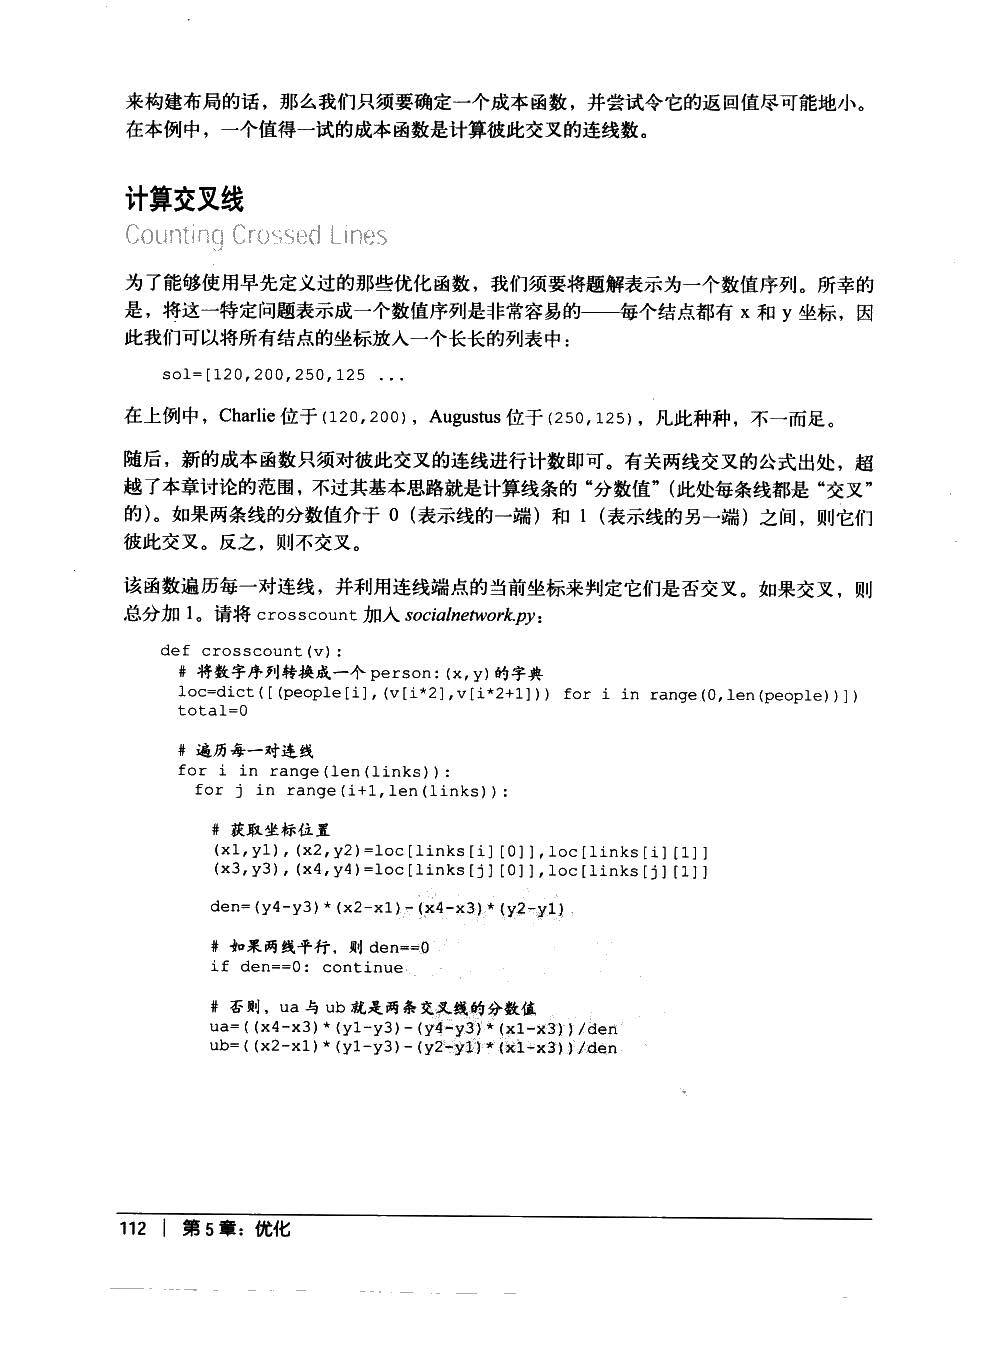 来构建布局的话，那么我们只须要确定一个成本函数，并尝试令它的返回值尽可能地小。
在本例中，一个值得一试的成本函数是计算彼此交叉的连线数。
计算交叉线
Counting Crossed Lines
为了能够使用早先定义过的那些优化函数，我们须要将题解表示为一个数值序列。所幸的
是，将这一特定问题表示成一个数值序列是非常容易的——每个结点都有 x 和 y 坐标，因
此我们可以将所有结点的坐标放入一个长长的列表中：
sol=[120,200,250,125 ...
在上例中，Charlie 位于(120,200)，Augustus 位于(250,125)，凡此种种，不一而足。
随后，新的成本函数只须对彼此交叉的连线进行计数即可。有关两线交叉的公式出处，超
越了本章讨论的范围，不过其基本思路就是计算线条的“分数值”（此处每条线都是“交叉”
的）。如果两条线的分数值介于 0（表示线的一端）和 1（表示线的另一端）之间，则它们
彼此交叉。反之，则不交叉。
该函数遍历每一对连线，并利用连线端点的当前坐标来判定它们是否交叉。如果交叉，则
总分加 1。请将 crosscount 加入 socialnetwork.py：
def crosscount(v):
# 将数字序列转换成一个 person:(x,y)的字典
loc=dict([(people[i],(v[i*2],v[i*2+1])) for i in range(0,len(people))])
total=0
# 遍历每一对连线
for i in range(len(links)):
for j in range(i+1,len(links)):
# 获取坐标位置
(x1,y1),(x2,y2)=loc[links[i][0]],loc[links[i][1]]
(x3,y3),(x4,y4)=loc[links[j][0]],loc[links[j][1]]
den=(y4-y3)*(x2-x1)-(x4-x3)*(y2-y1)
# 如果两线平行，则 den==0
if den==0: continue
# 否则，ua 与 ub 就是两条交叉线的分数值
ua=((x4-x3)*(y1-y3)-(y4-y3)*(x1-x3))/den
ub=((x2-x1)*(y1-y3)-(y2-y1)*(x1-x3))/den
112 | 第 5 章：优化